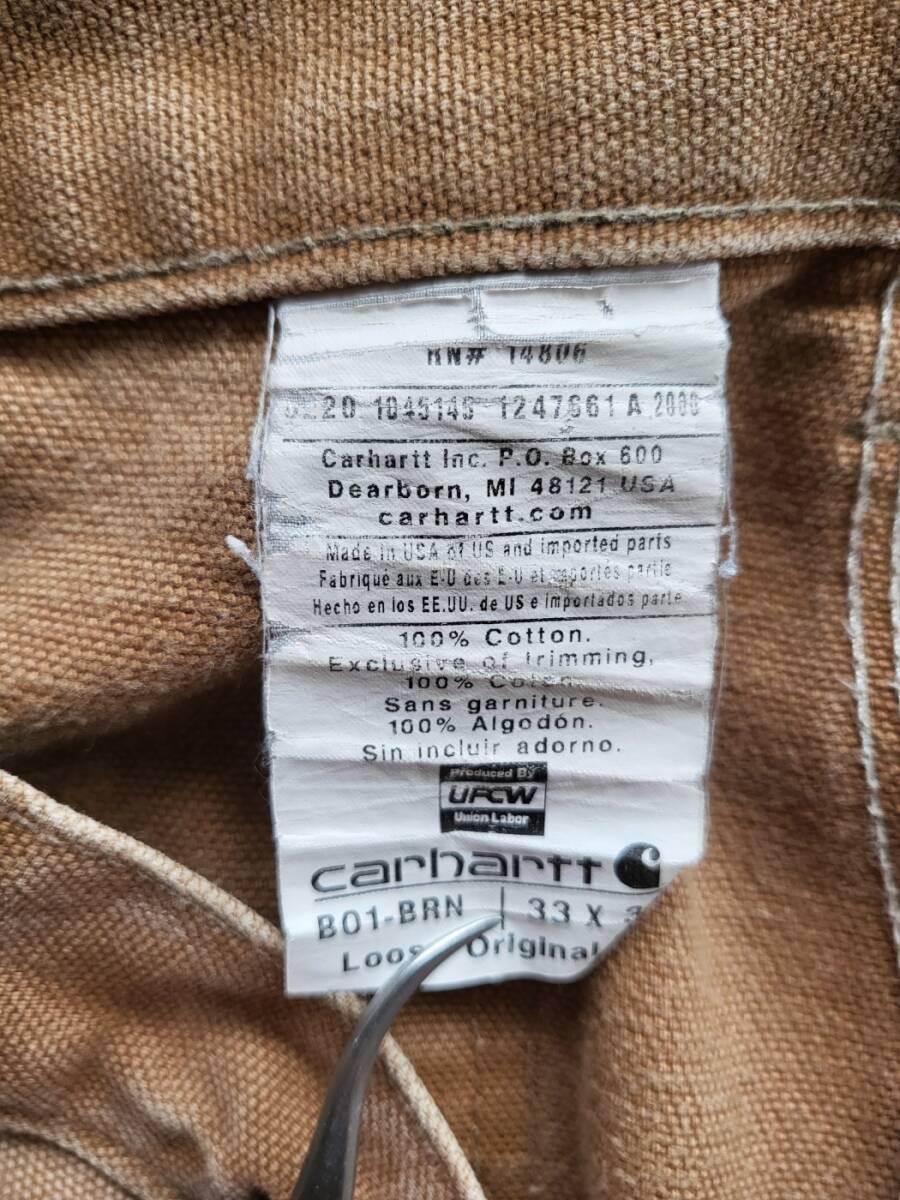 RN# 14806
20 1045145 1247661 A
Carhartt Inc. P.O. Box 600
Dearborn, MI 48121 USA
carhartt.com
Made in USA of US and imported parts
Fabriqué aux E-U des E-U et importés partie
Hecho en los EE.UU. de US e importados parte
100% Cotton.
Exclusive of trimming,
100% Coton.
Sans garniture.
100% Algodón.
Sin incluir adorno.
Produced By
UFCW
Union Labor
carhartt
B01-BRN | 33 X
Original